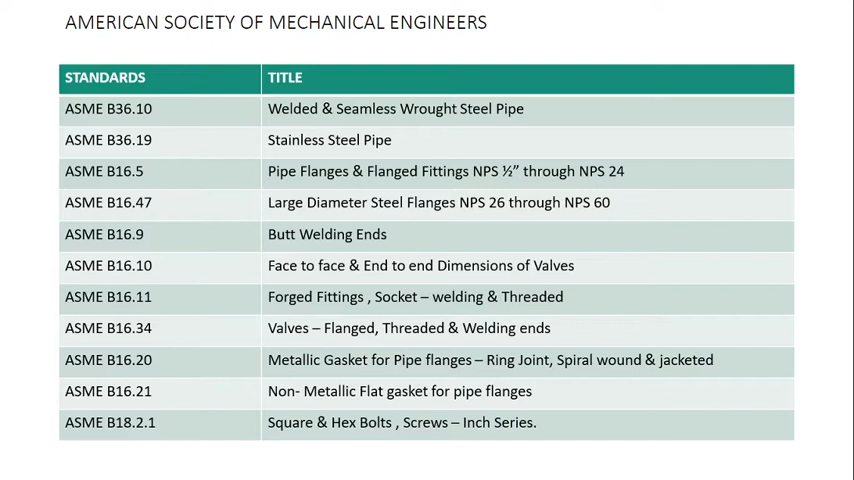 AMERICAN SOCIETY OF MECHANICAL ENGINEERS
STANDARDS TITLE
ASME B36.10 Welded & Seamless Wrought Steel Pipe
ASME B36.19 Stainless Steel Pipe
ASME B16.5 Pipe Flanges & Flanged Fittings NPS ½” through NPS 24
ASME B16.47 Large Diameter Steel Flanges NPS 26 through NPS 60
ASME B16.9 Butt Welding Ends
ASME B16.10 Face to face & End to end Dimensions of Valves
ASME B16.11 Forged Fittings , Socket – welding & Threaded
ASME B16.34 Valves – Flanged, Threaded & Welding ends
ASME B16.20 Metallic Gasket for Pipe flanges – Ring Joint, Spiral wound & jacketed
ASME B16.21 Non- Metallic Flat gasket for pipe flanges
ASME B18.2.1 Square & Hex Bolts , Screws – Inch Series.